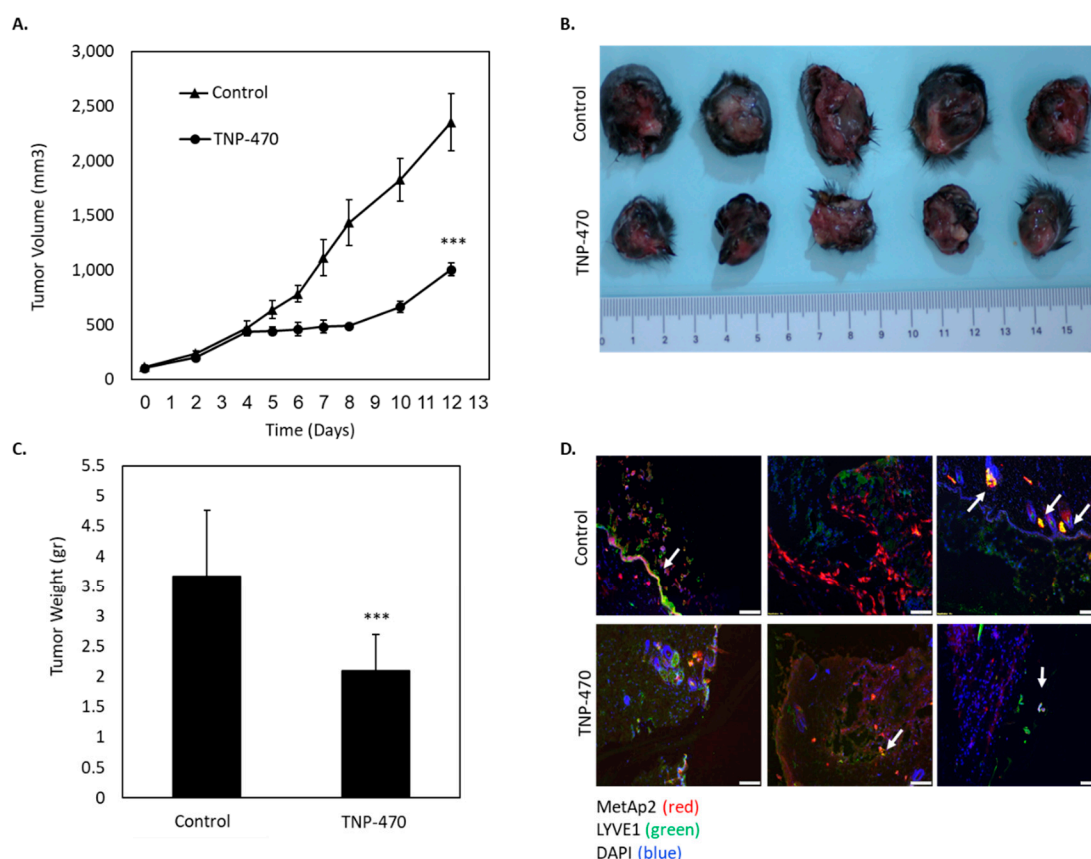 A.
3,000
2,500
2,000
1,500
1,000
500
0
Tumor Volume (mm3)
Control
TNP-470
***
0 1 2 3 4 5 6 7 8 9 10 11 12 13
Time (Days)
B.
Control
TNP-470
0 1 2 3 4 5 6 7 8 9 10 11 12 13 14 15
C.
5.5
5
4.5
4
3.5
3
2.5
2
1.5
1
0.5
0
Tumor Weight (gr)
***
Control
TNP-470
D.
Control
TNP-470
MetAp2 (red)
LYVE1 (green)
DAPI (blue)